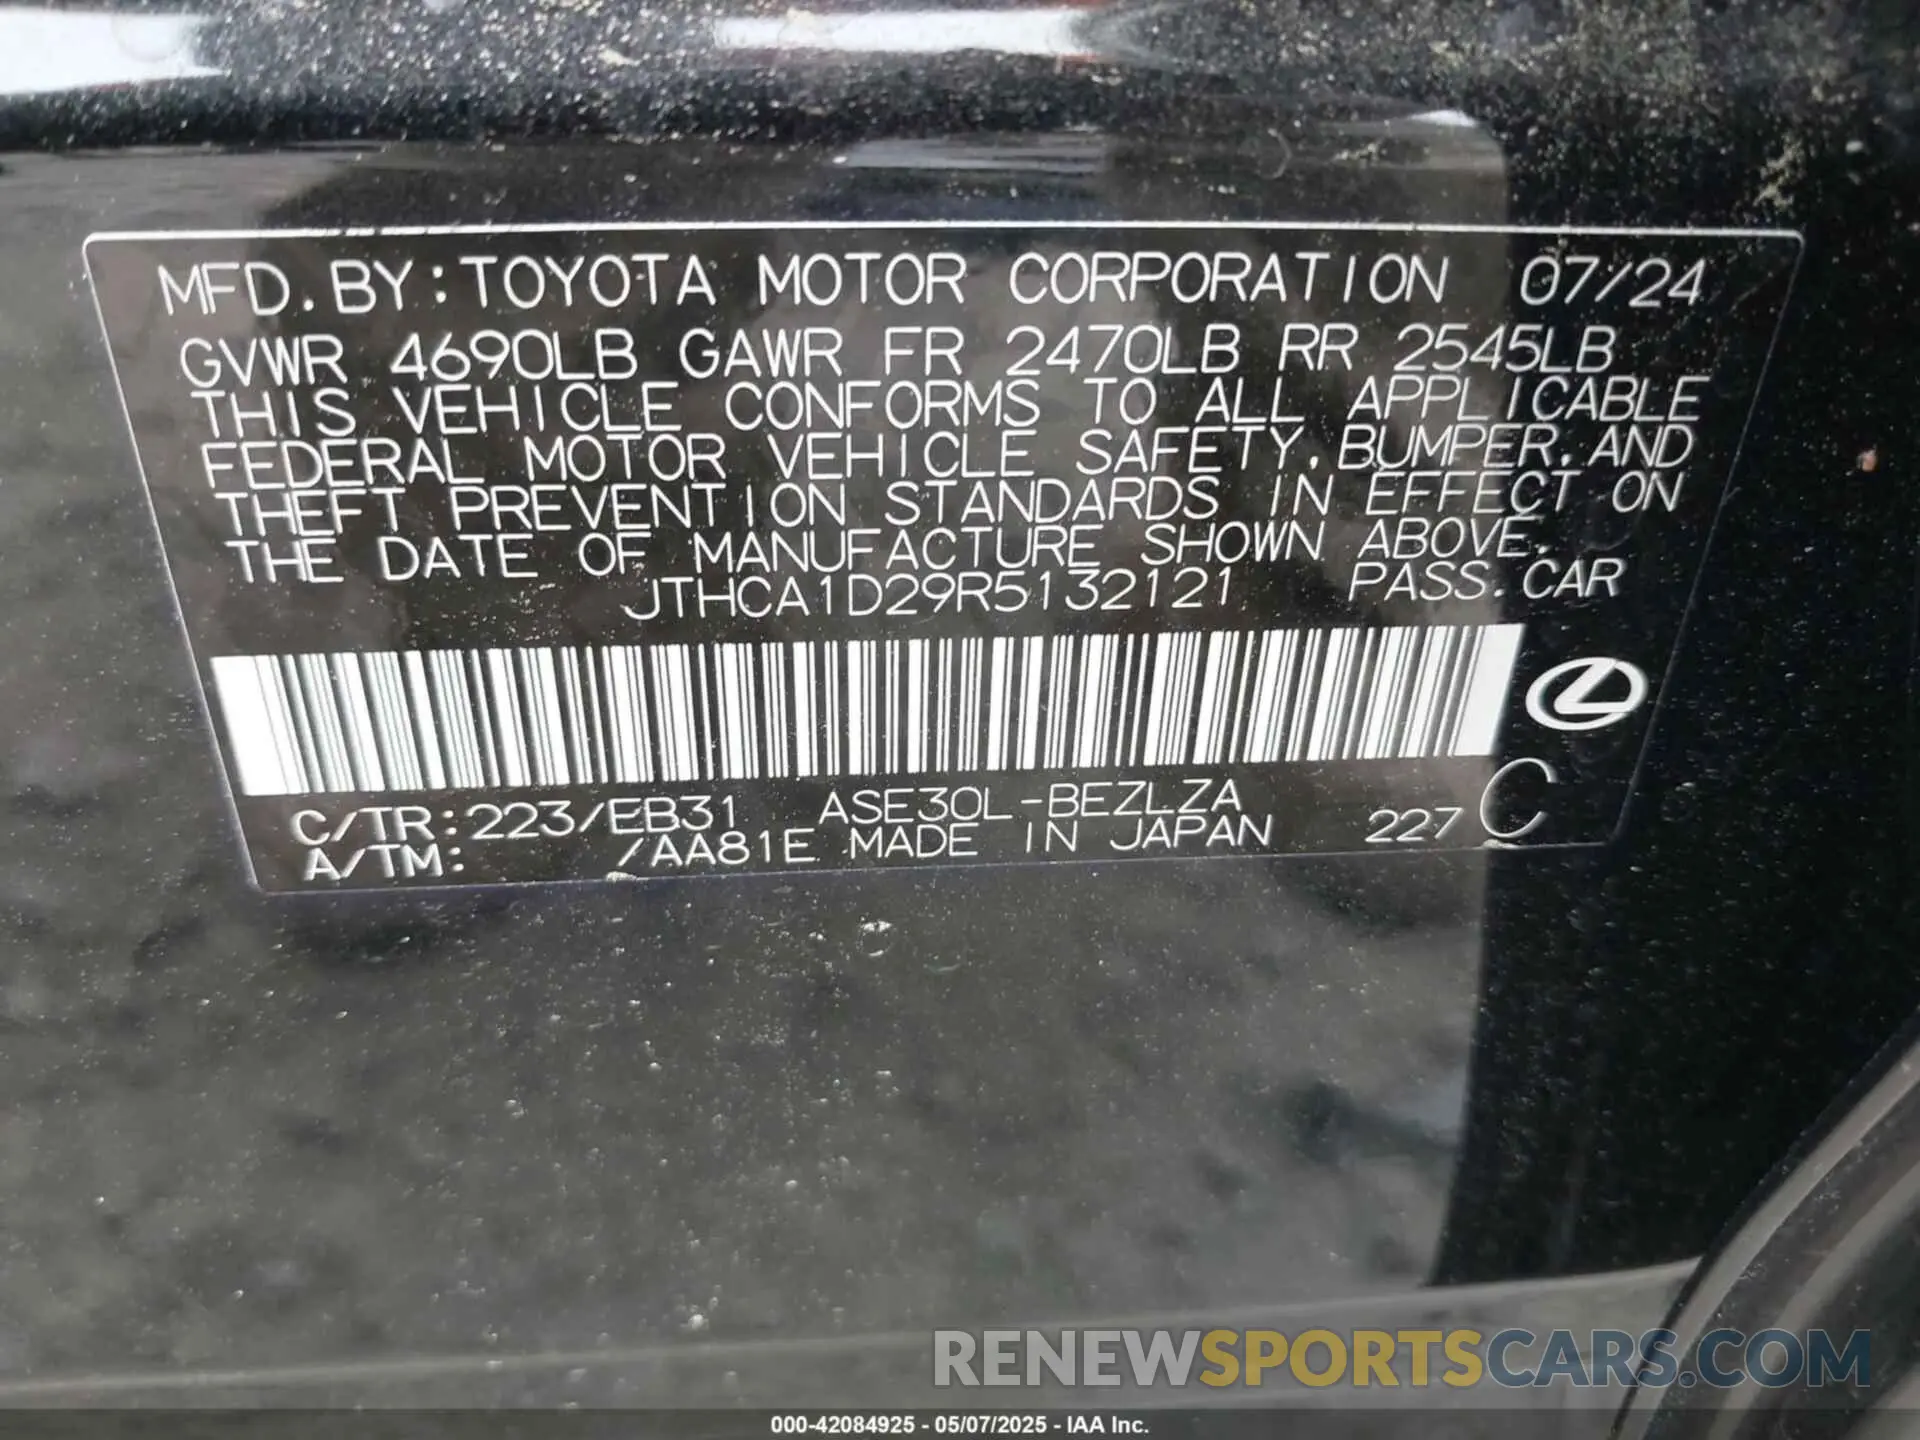 MFD. BY: TOYOTA MOTOR CORPORATION 07/24
GVWR 4690LB GAWR FR 2470LB RR 2545LB
THIS VEHICLE CONFORMS TO ALL APPLICABLE
FEDERAL MOTOR VEHICLE SAFETY, BUMPER, AND
THEFT PREVENTION STANDARDS IN EFFECT ON
THE DATE OF MANUFACTURE SHOWN ABOVE.
JTHCA1D29R5132121 PASS. CAR
C/TR: 223/EB31 ASE30L-BEZLZA
A/TM: /AA81E MADE IN JAPAN 227 C
RENEWSPORTSCARS.COM
000-42084925 - 05/07/2025 - IAA Inc.